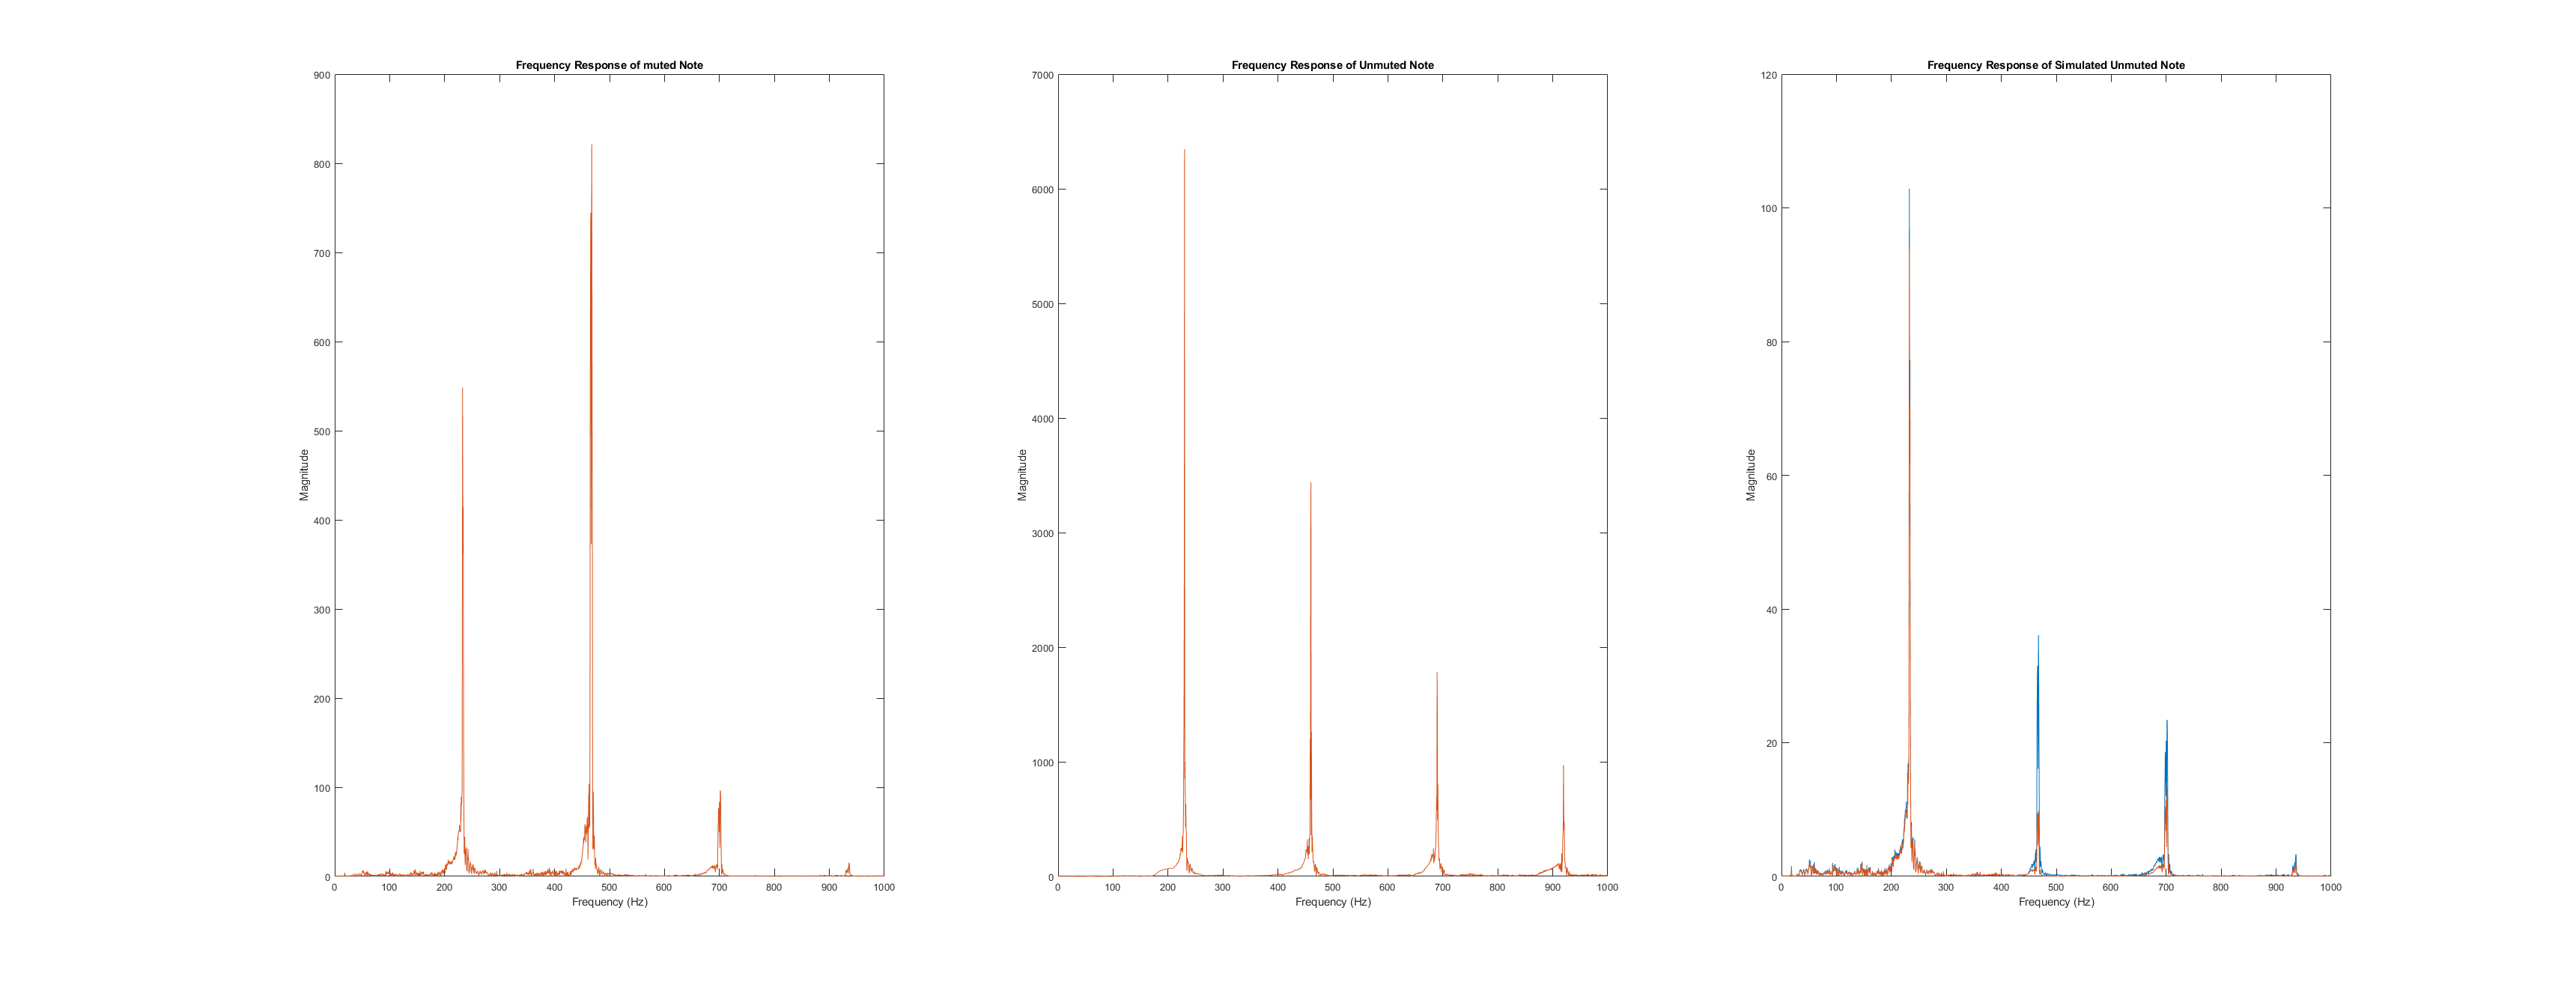 Frequency Response of muted Note
900
800
700
600
500
400
300
200
100
0
Magnitude
0 100 200 300 400 500 600 700 800 900 1000
Frequency (Hz)
Frequency Response of Unmuted Note
7000
6000
5000
4000
3000
2000
1000
0
Magnitude
0 100 200 300 400 500 600 700 800 900 1000
Frequency (Hz)
Frequency Response of Simulated Unmuted Note
120
100
80
60
40
20
0
Magnitude
0 100 200 300 400 500 600 700 800 900 1000
Frequency (Hz)